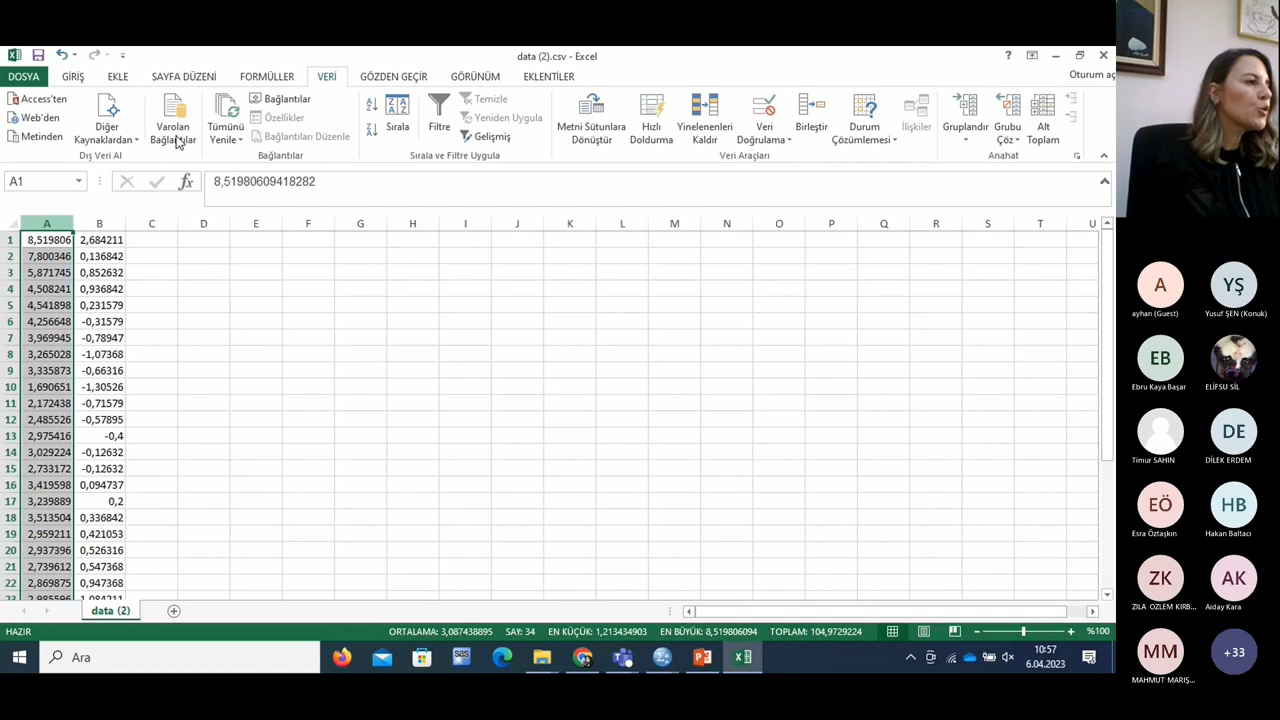 data (2).csv - Excel
DOSYA GİRİŞ EKLE SAYFA DÜZENİ FORMÜLLER VERİ GÖZDEN GEÇİR GÖRÜNÜM EKLENTİLER Oturum aç
Access'ten
Web'den
Metinden
Diğer
Kaynaklardan
Varolan
Bağlantılar
Dış Veri Al
Tümünü
Yenile
Bağlantılar
Özellikler
Bağlantıları Düzenle
Bağlantılar
Sırala
Filtre
Temizle
Yeniden Uygula
Gelişmiş
Sırala ve Filtre Uygula
Metni Sütunlara
Dönüştür
Hızlı
Doldurma
Yinelenenleri
Kaldır
Veri
Doğrulama
Birleştir
Durum
Çözümlemesi
İlişkiler
Veri Araçları
Gruplandır
Grubu
Çöz
Alt
Toplam
Anahat
A1 fx 8,51980609418282
A B C D E F G H I J K L M N O P Q R S T U
1 8,519806 2,684211
2 7,800346 0,136842
3 5,871745 0,852632
4 4,508241 0,936842
5 4,541898 0,231579
6 4,256648 -0,31579
7 3,969945 -0,78947
8 3,265028 -1,07368
9 3,335873 -0,66316
10 1,690651 -1,30526
11 2,172438 -0,71579
12 2,485526 -0,57895
13 2,975416 -0,4
14 3,029224 -0,12632
15 2,733172 -0,12632
16 3,419598 0,094737
17 3,239889 0,2
18 3,513504 0,336842
19 2,959211 0,421053
20 2,937396 0,526316
21 2,739612 0,547368
22 2,869875 0,947368
23 2,985596 1,084211
data (2)
HAZIR ORTALAMA: 3,087438895 SAY: 34 EN KÜÇÜK: 1,213434903 EN BÜYÜK: 8,519806094 TOPLAM: 104,9729224 %100
Ara
10:57
6.04.2023
A
ayhan (Guest)
YŞ
Yusuf ŞEN (Konuk)
EB
Ebru Kaya Başar
ELİFSU SİL
Timur SAHIN
DE
DİLEK ERDEM
EÖ
Esra Öztaşkın
HB
Hakan Baltacı
ZK
ZILA OZLEM KIRB...
AK
Aiday Kara
MM
MAHMUT MARIŞ...
+33